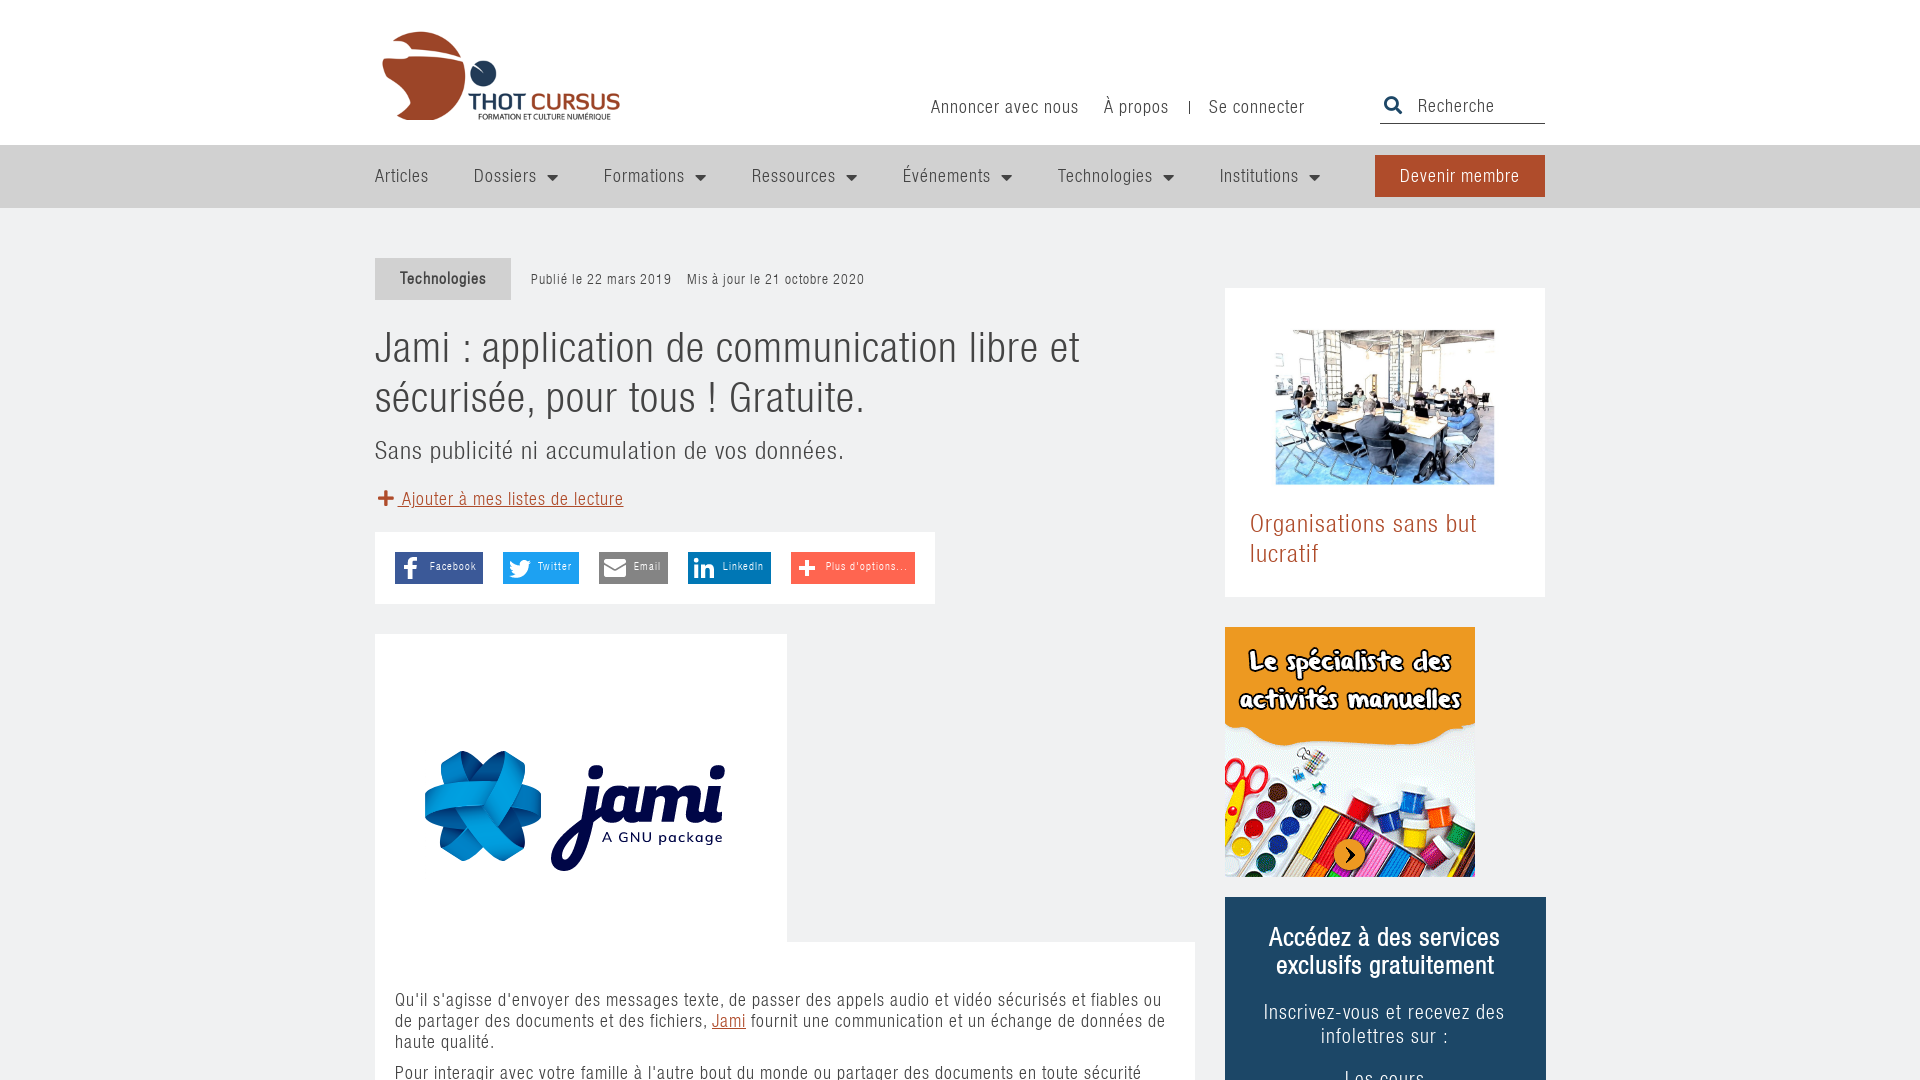 THOT CURSUS
FORMATION ET CULTURE NUMÉRIQUE
Annoncer avec nous
À propos
Se connecter
Recherche
Articles
Dossiers
Formations
Ressources
Événements
Technologies
Institutions
Devenir membre
Technologies
Publié le 22 mars 2019 Mis à jour le 21 octobre 2020
Jami : application de communication libre et
sécurisée, pour tous ! Gratuite.
Sans publicité ni accumulation de vos données.
Ajouter à mes listes de lecture
Facebook
Twitter
Email
LinkedIn
Plus d'options...
jami
A GNU package
Qu'il s'agisse d'envoyer des messages texte, de passer des appels audio et vidéo sécurisés et fiables ou
de partager des documents et des fichiers, Jami fournit une communication et un échange de données de
haute qualité.
Pour interagir avec votre famille à l'autre bout du monde ou partager des documents en toute sécurité
Organisations sans but
lucratif
Le spécialiste des
activités manuelles
Accédez à des services
exclusifs gratuitement
Inscrivez-vous et recevez des
infolettres sur :
Les cours